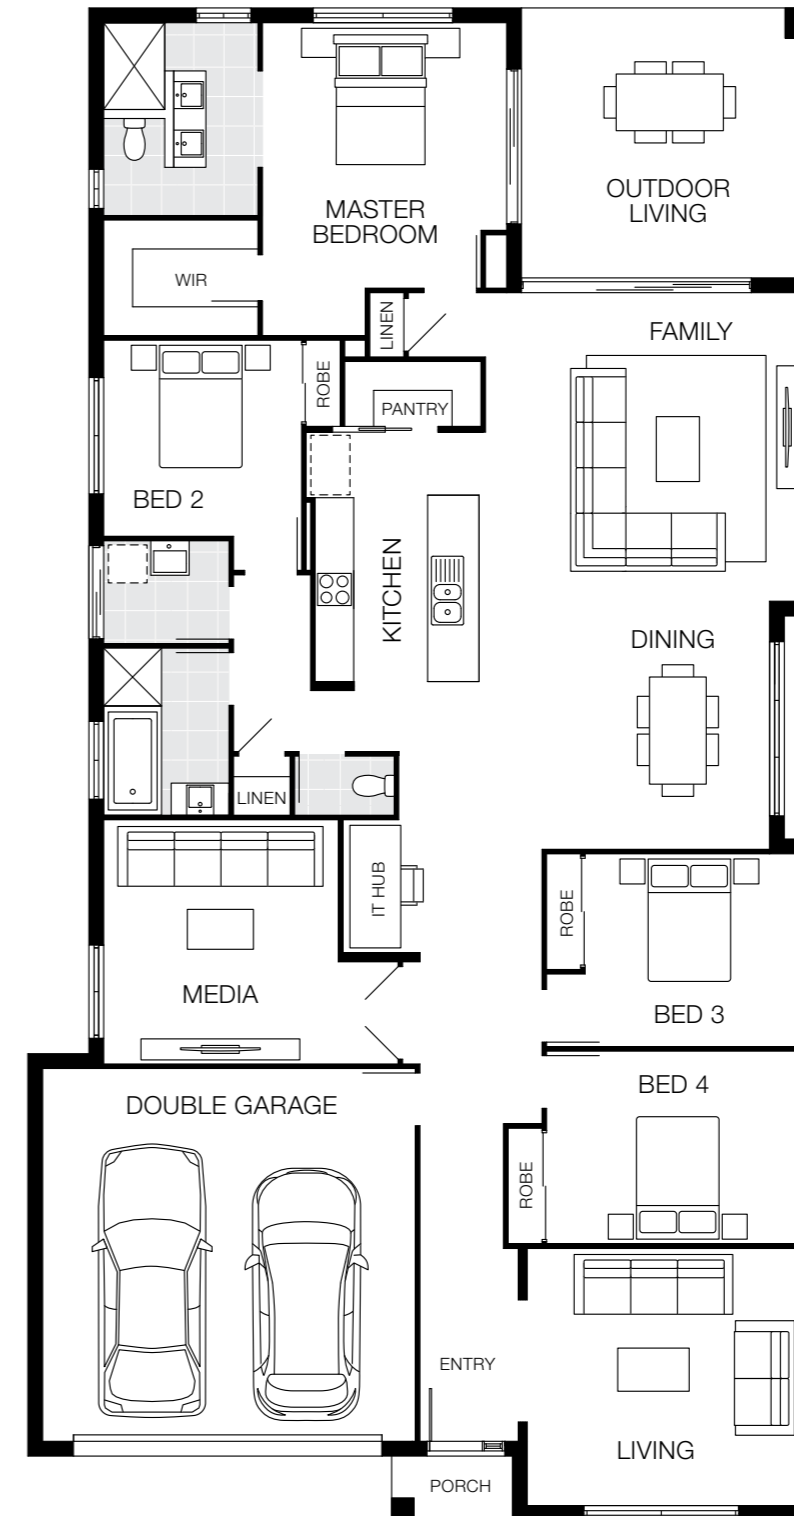 OUTDOOR
LIVING
MASTER
BEDROOM
WIR
LINEN
FAMILY
ROBE
PANTRY
BED 2
KITCHEN
DINING
LINEN
IT HUB
ROBE
MEDIA
BED 3
BED 4
DOUBLE GARAGE
ROBE
ENTRY
LIVING
PORCH